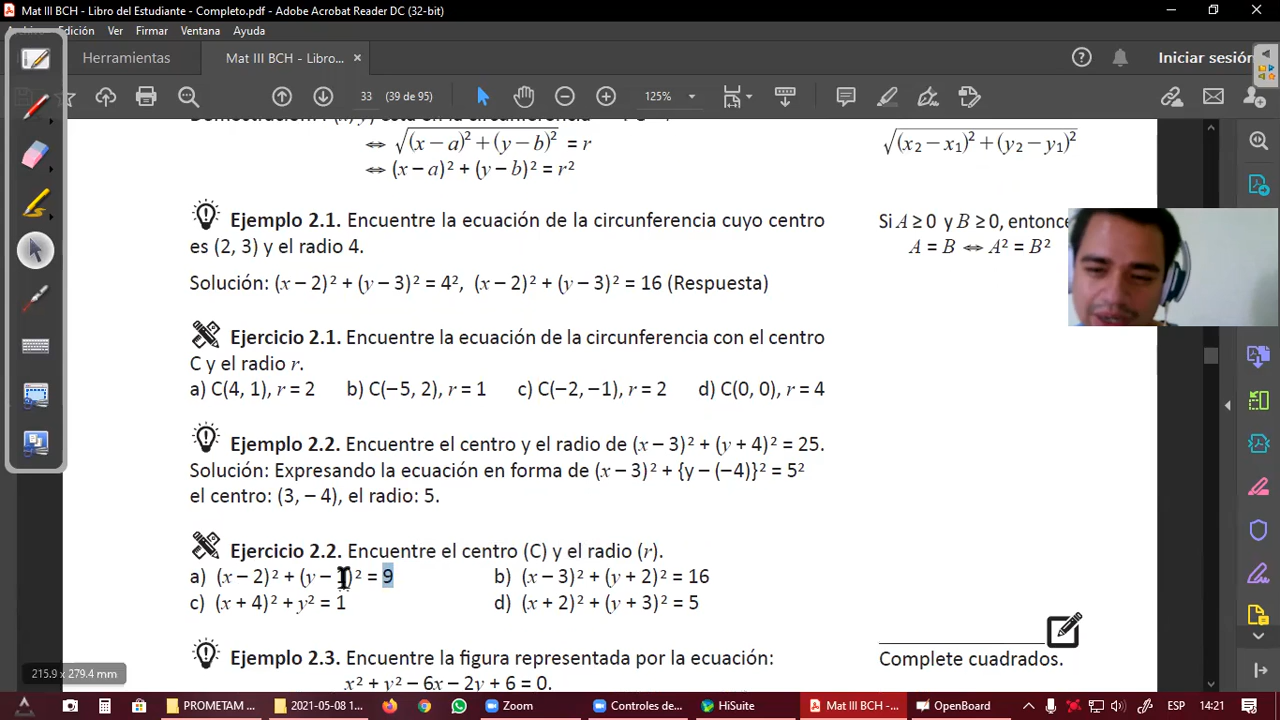 Mat III BCH - Libro del Estudiante - Completo.pdf - Adobe Acrobat Reader DC (32-bit)
Archivo Edición Ver Firmar Ventana Ayuda
Herramientas Mat III BCH - Libro... × Iniciar sesión
33 (39 de 95) 125%
⇔ √(x – a)² + (y – b)² = r
√(x₂ – x₁)² + (y₂ – y₁)²
⇔ (x – a)² + (y – b)² = r²
Ejemplo 2.1. Encuentre la ecuación de la circunferencia cuyo centro
es (2, 3) y el radio 4.
Si A ≥ 0 y B ≥ 0, entonce
A = B ⇔ A² = B²
Solución: (x – 2)² + (y – 3)² = 4², (x – 2)² + (y – 3)² = 16 (Respuesta)
Ejercicio 2.1. Encuentre la ecuación de la circunferencia con el centro
C y el radio r.
a) C(4, 1), r = 2 b) C(–5, 2), r = 1 c) C(–2, –1), r = 2 d) C(0, 0), r = 4
Ejemplo 2.2. Encuentre el centro y el radio de (x – 3)² + (y + 4)² = 25.
Solución: Expresando la ecuación en forma de (x – 3)² + {y – (–4)}² = 5²
el centro: (3, – 4), el radio: 5.
Ejercicio 2.2. Encuentre el centro (C) y el radio (r).
a) (x – 2)² + (y – 1)² = 9 b) (x – 3)² + (y + 2)² = 16
c) (x + 4)² + y² = 1 d) (x + 2)² + (y + 3)² = 5
Ejemplo 2.3. Encuentre la figura representada por la ecuación:
x² + y² – 6x – 2y + 6 = 0.
Complete cuadrados.
215.9 x 279.4 mm
PROMETAM ... 2021-05-08 1... Zoom Controles de... HiSuite Mat III BCH - Libr... OpenBoard ESP 14:21